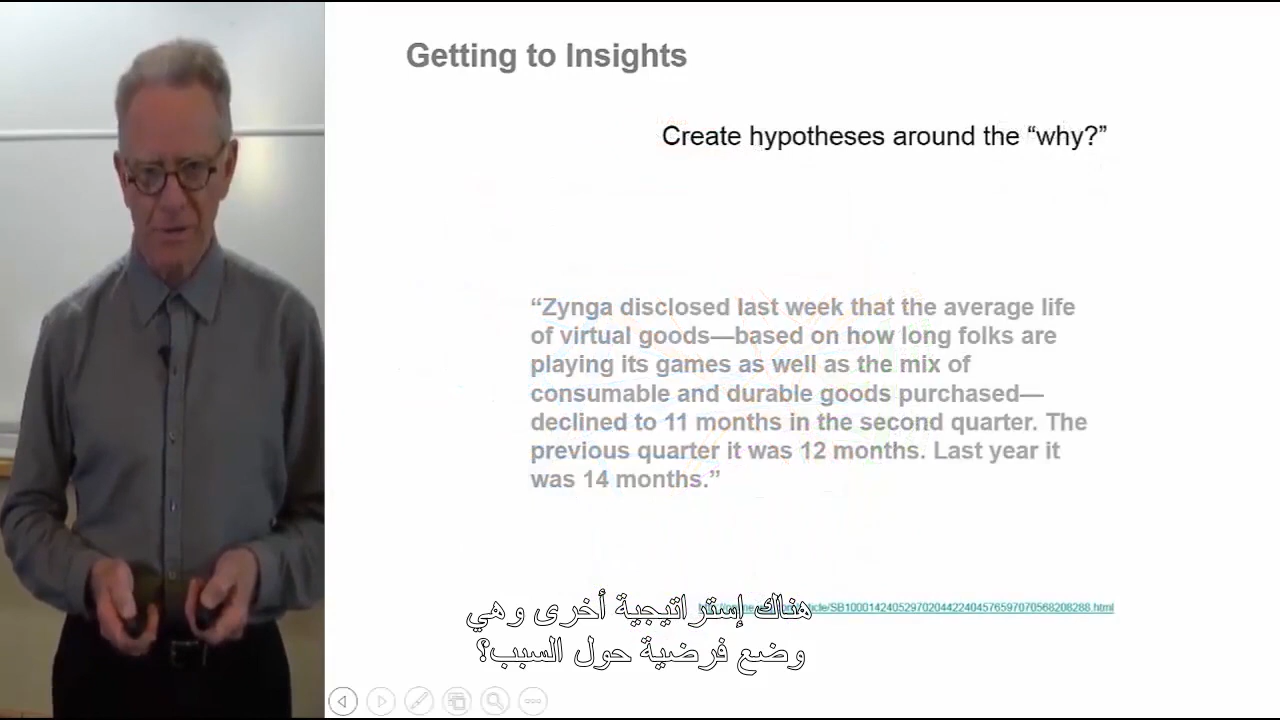 Getting to Insights
Create hypotheses around the “why?”
“Zynga disclosed last week that the average life
of virtual goods—based on how long folks are
playing its games as well as the mix of
consumable and durable goods purchased—
declined to 11 months in the second quarter. The
previous quarter it was 12 months. Last year it
was 14 months.”
هناك إستراتيجية أخرى وهي
وضع فرضية حول السبب؟